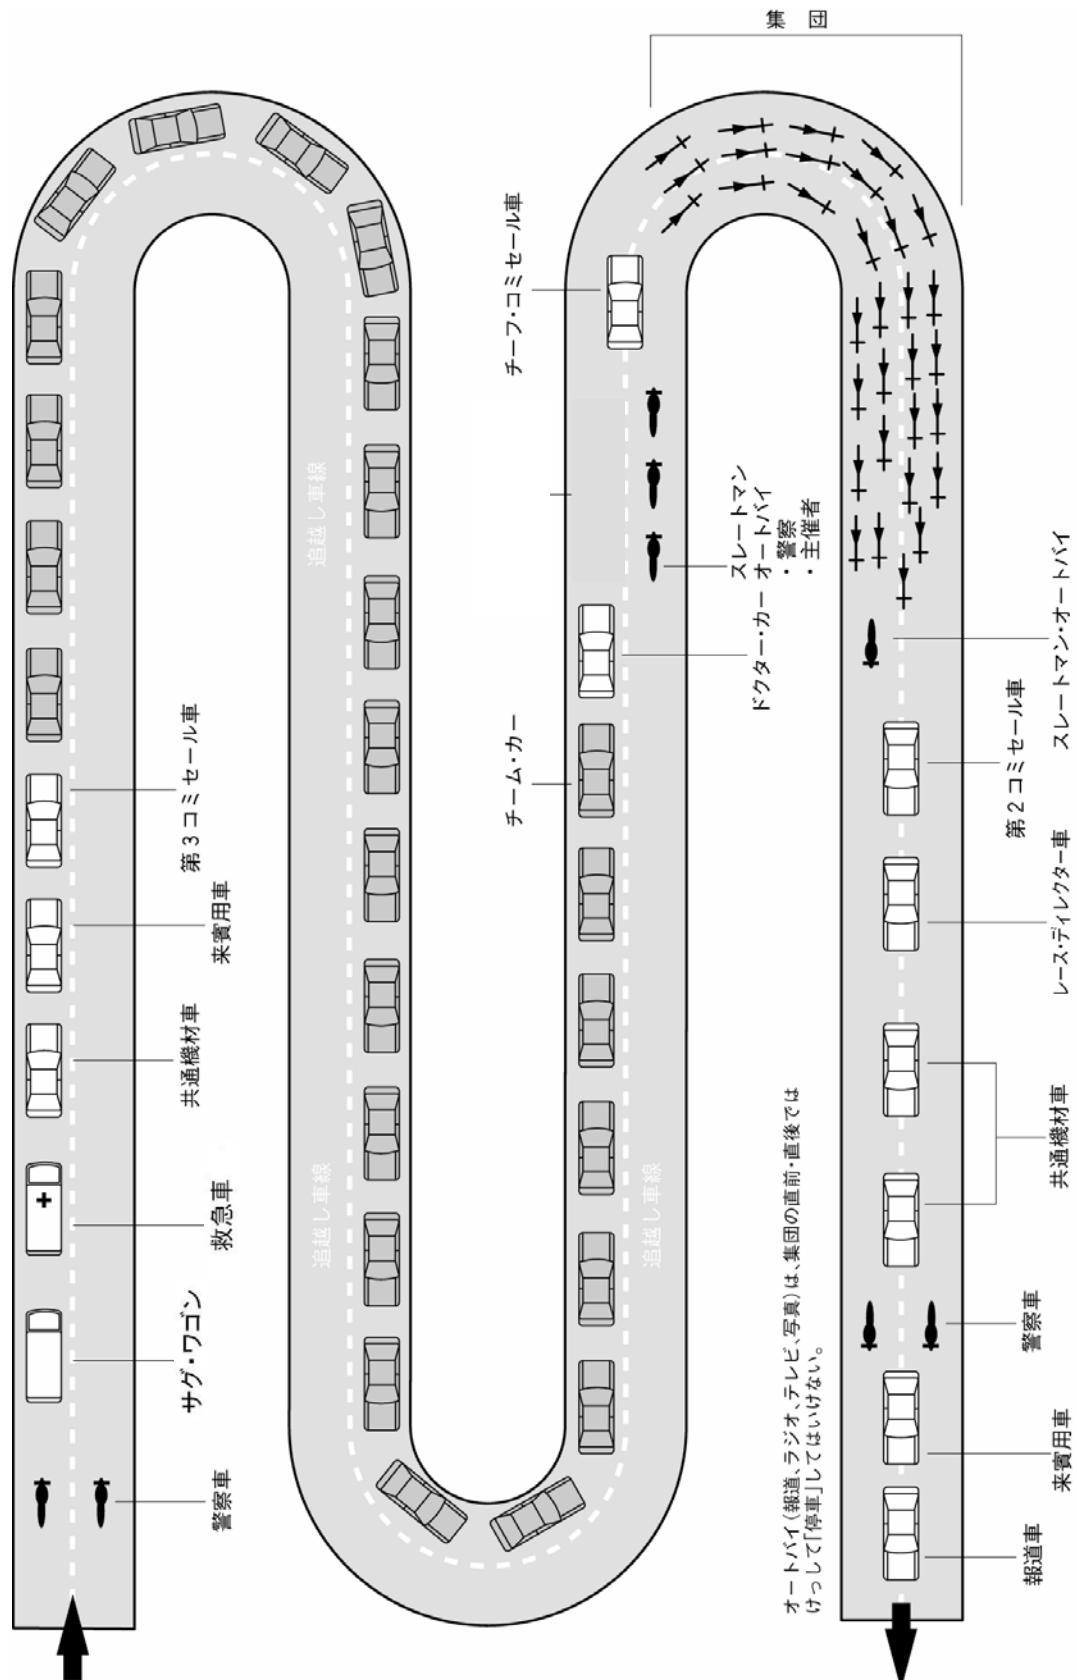 集団
チーフ・コミセール車
スレートマン
オートバイ
・警察
・主催者
ドクター・カー
チーム・カー
追越し車線
追越し車線
追越し車線
第3コミセール車
来賓用車
共通機材車
救急車
サグ・ワゴン
警察車
スレートマン・オートバイ
第2コミセール車
レース・ディレクター車
共通機材車
警察車
来賓用車
報道車
オートバイ(報道、ラジオ、テレビ、写真)は、集団の直前・直後では
けっして「停車」してはいけない。